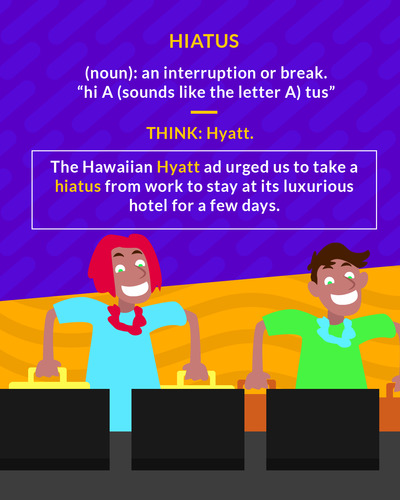 HIATUS
(noun): an interruption or break.
“hi A (sounds like the letter A) tus”
THINK: Hyatt.
The Hawaiian Hyatt ad urged us to take a
hiatus from work to stay at its luxurious
hotel for a few days.